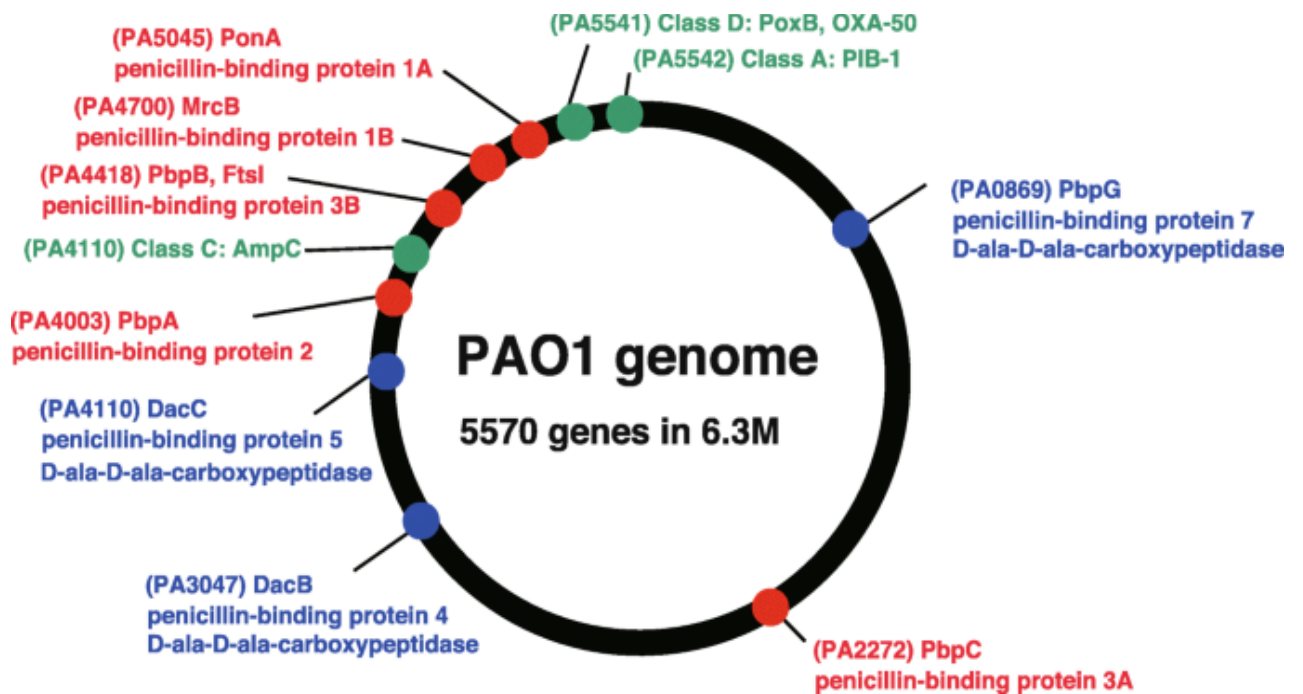 (PA5541) Class D: PoxB, OXA-50
(PA5542) Class A: PIB-1
(PA5045) PonA
penicillin-binding protein 1A
(PA4700) MrcB
penicillin-binding protein 1B
(PA4418) PbpB, FtsI
penicillin-binding protein 3B
(PA4110) Class C: AmpC
(PA4003) PbpA
penicillin-binding protein 2
(PA4110) DacC
penicillin-binding protein 5
D-ala-D-ala-carboxypeptidase
(PA3047) DacB
penicillin-binding protein 4
D-ala-D-ala-carboxypeptidase
PAO1 genome
5570 genes in 6.3M
(PA0869) PbpG
penicillin-binding protein 7
D-ala-D-ala-carboxypeptidase
(PA2272) PbpC
penicillin-binding protein 3A